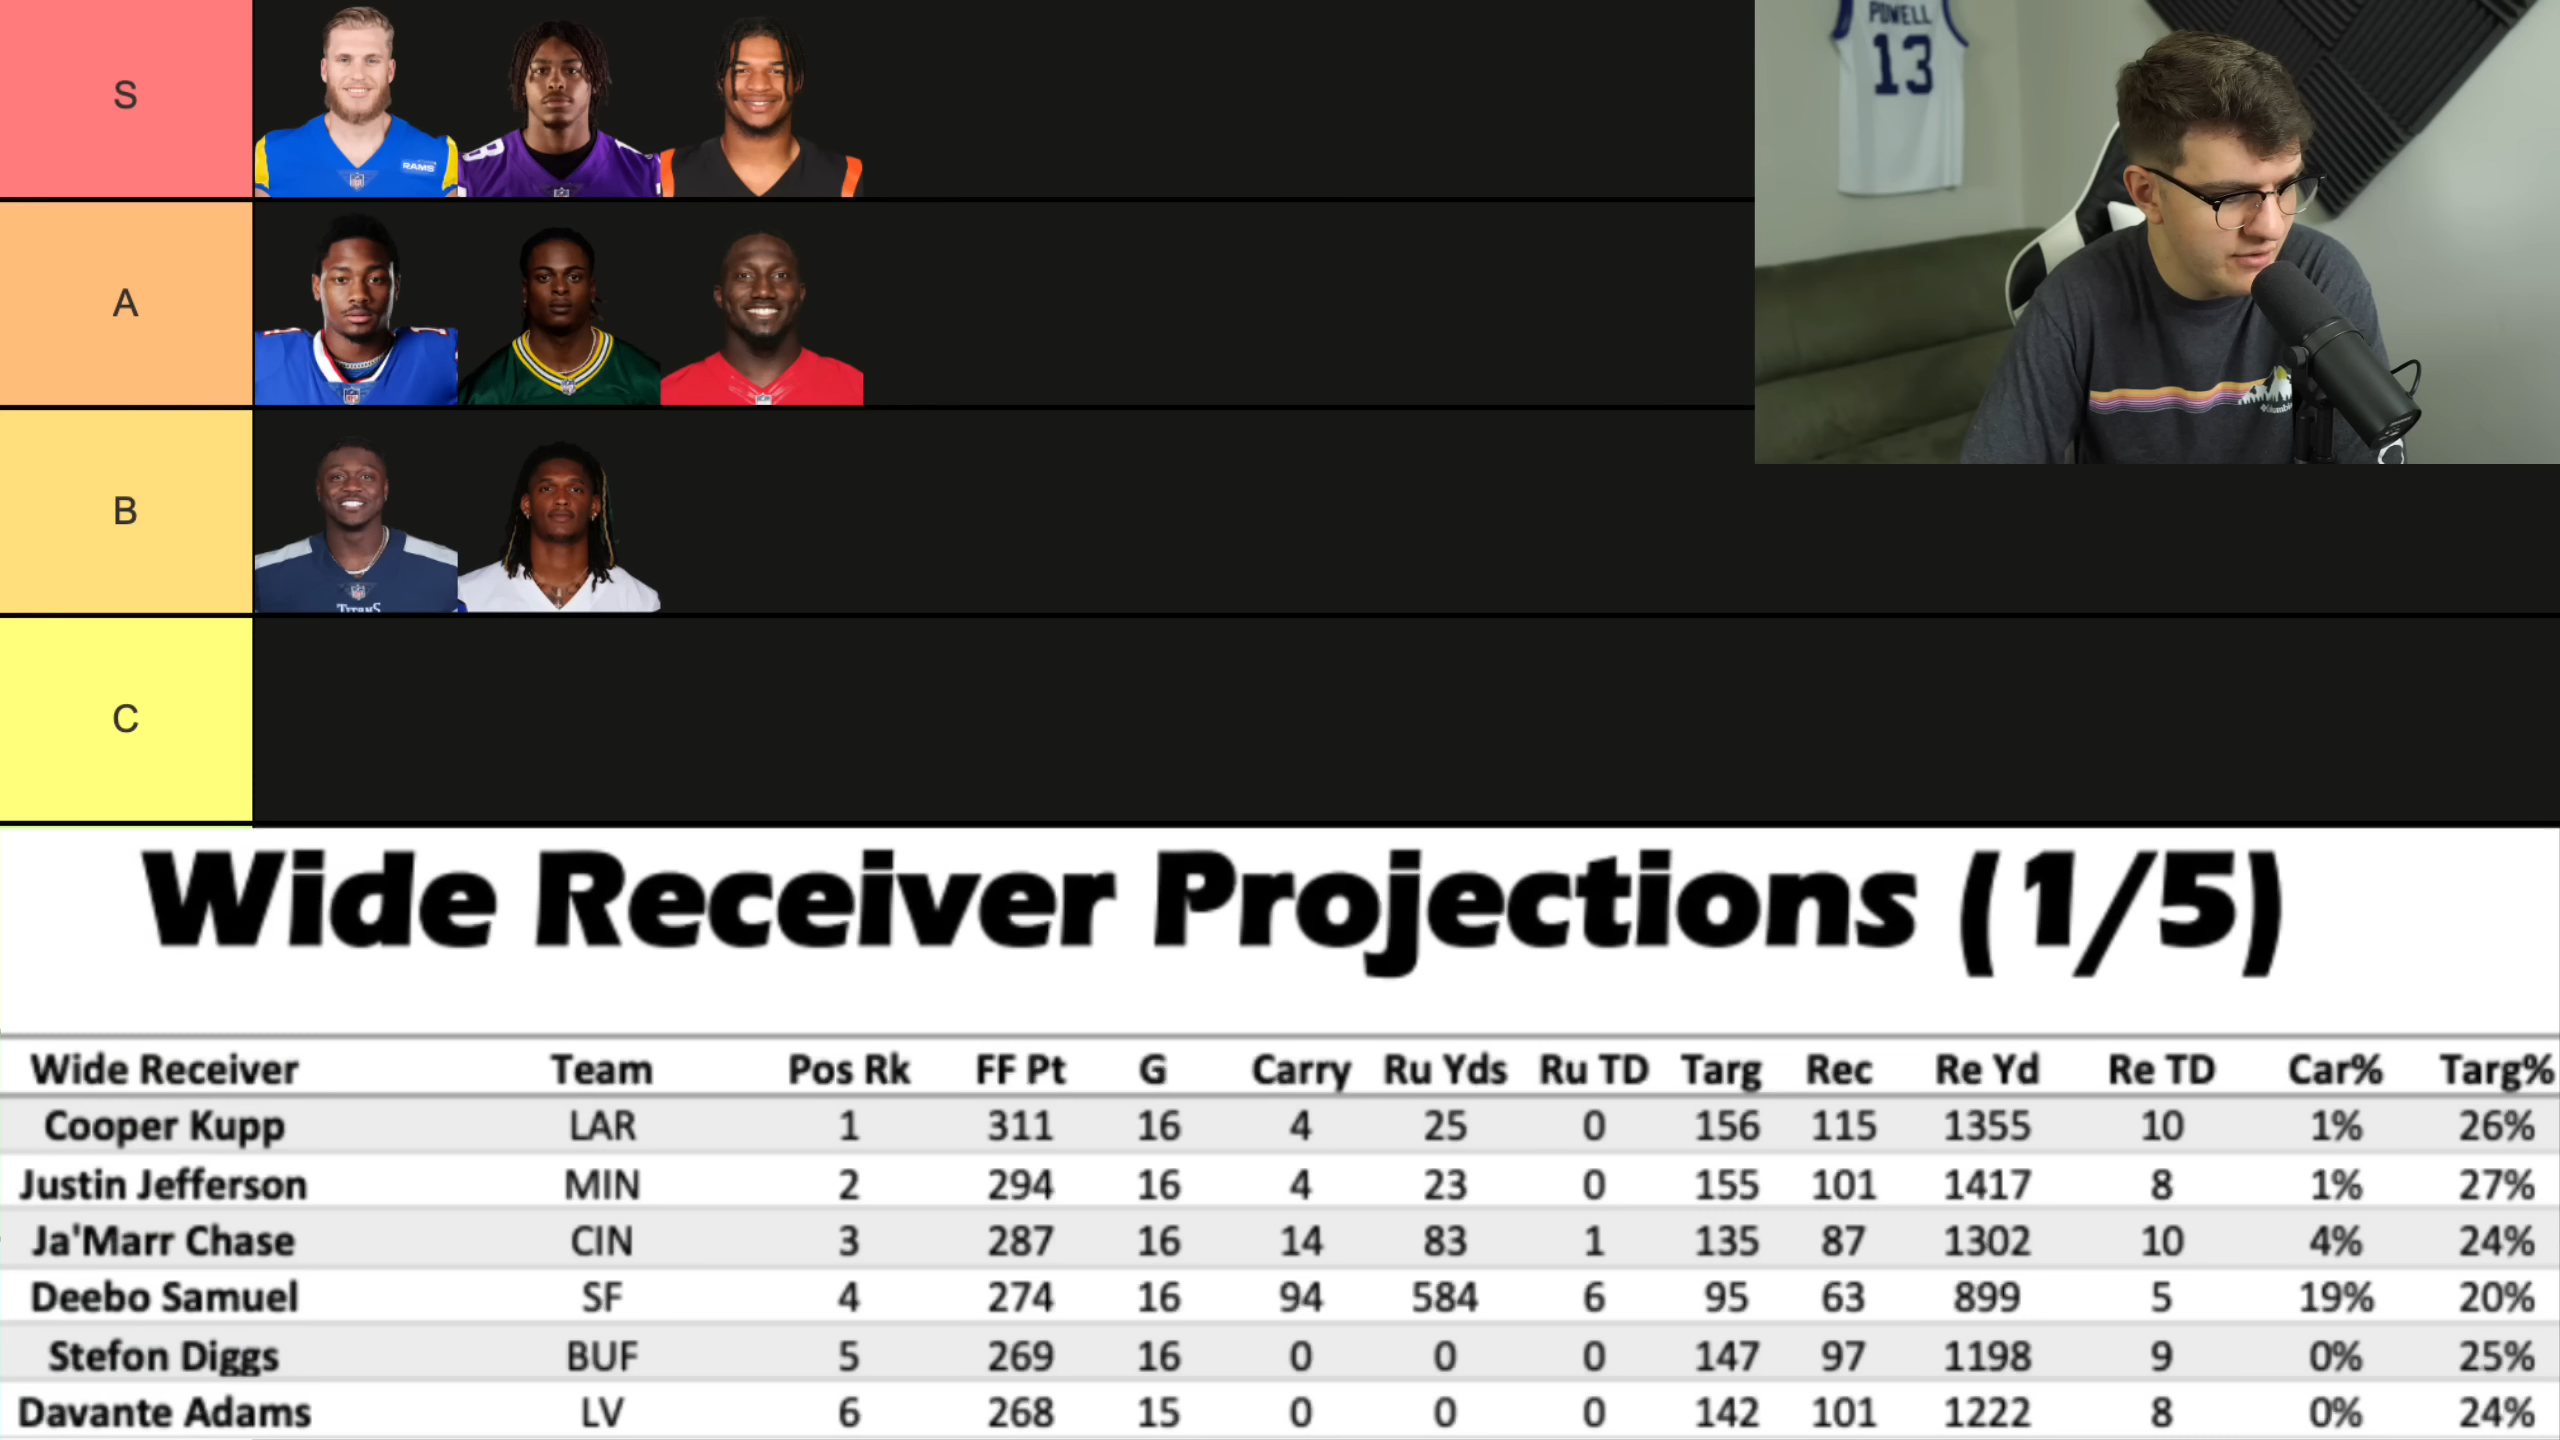 S
RAMS
POWELL
13
A
B
TITANS
C
Wide Receiver Projections (1/5)
Wide Receiver Team Pos Rk FF Pt G Carry Ru Yds Ru TD Targ Rec Re Yd Re TD Car% Targ%
Cooper Kupp LAR 1 311 16 4 25 0 156 115 1355 10 1% 26%
Justin Jefferson MIN 2 294 16 4 23 0 155 101 1417 8 1% 27%
Ja'Marr Chase CIN 3 287 16 14 83 1 135 87 1302 10 4% 24%
Deebo Samuel SF 4 274 16 94 584 6 95 63 899 5 19% 20%
Stefon Diggs BUF 5 269 16 0 0 0 147 97 1198 9 0% 25%
Davante Adams LV 6 268 15 0 0 0 142 101 1222 8 0% 24%